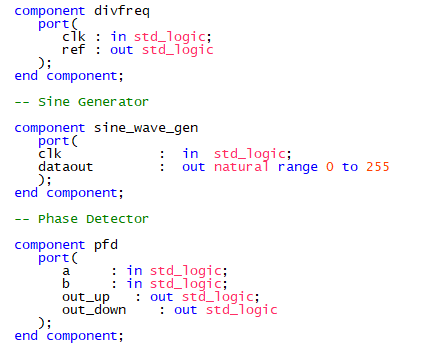 component divfreq
port(
clk : in std_logic;
ref : out std_logic
);
end component;
-- Sine Generator
component sine_wave_gen
port(
clk : in std_logic;
dataout : out natural range 0 to 255
);
end component;
-- Phase Detector
component pfd
port(
a : in std_logic;
b : in std_logic;
out_up : out std_logic;
out_down : out std_logic
);
end component;